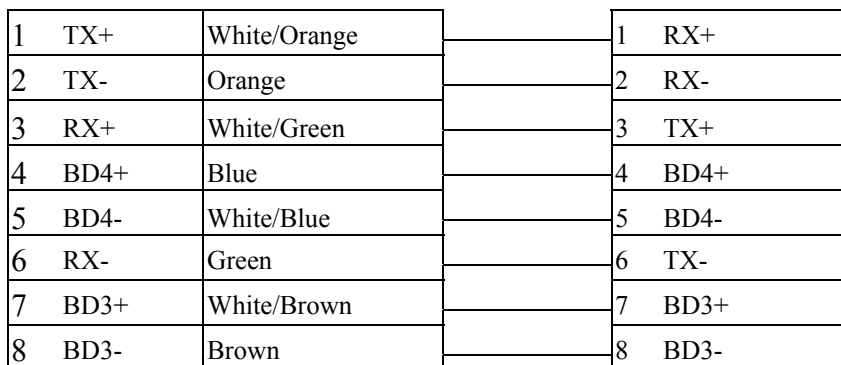 1 TX+ White/Orange 1 RX+
2 TX- Orange 2 RX-
3 RX+ White/Green 3 TX+
4 BD4+ Blue 4 BD4+
5 BD4- White/Blue 5 BD4-
6 RX- Green 6 TX-
7 BD3+ White/Brown 7 BD3+
8 BD3- Brown 8 BD3-